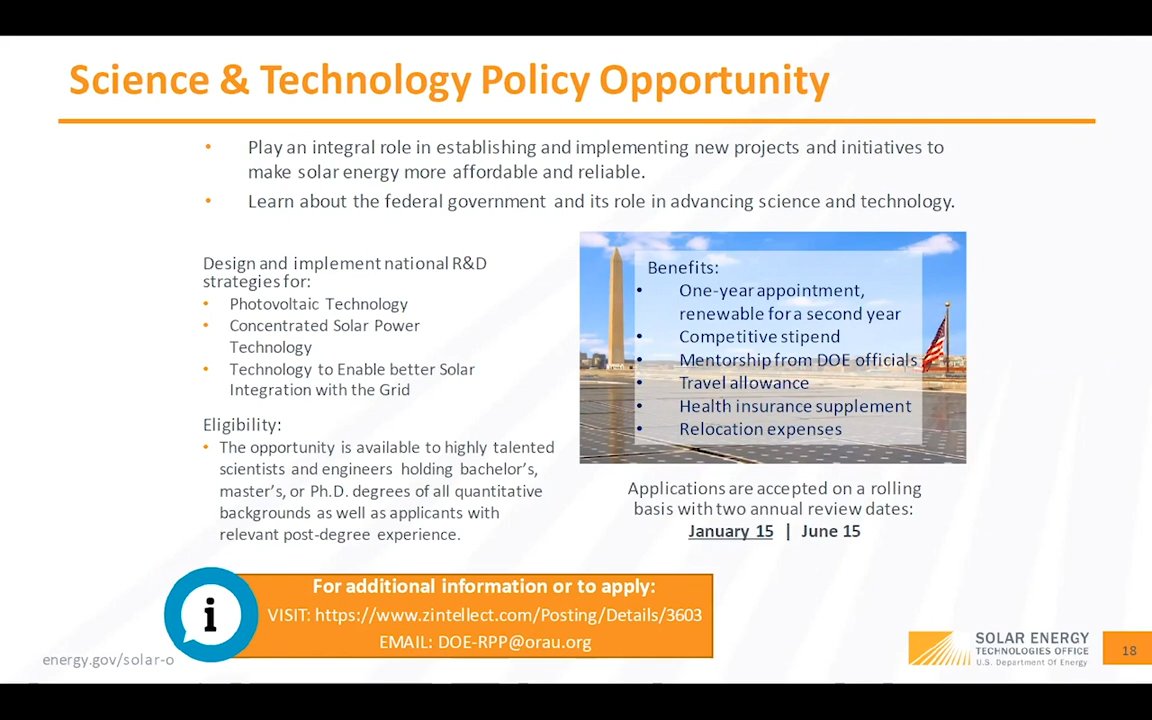 Science & Technology Policy Opportunity
• Play an integral role in establishing and implementing new projects and initiatives to
make solar energy more affordable and reliable.
• Learn about the federal government and its role in advancing science and technology.
Design and implement national R&D
strategies for:
• Photovoltaic Technology
• Concentrated Solar Power
Technology
• Technology to Enable better Solar
Integration with the Grid
Eligibility:
• The opportunity is available to highly talented
scientists and engineers holding bachelor's,
master's, or Ph.D. degrees of all quantitative
backgrounds as well as applicants with
relevant post-degree experience.
Benefits:
• One-year appointment,
renewable for a second year
• Competitive stipend
• Mentorship from DOE officials
• Travel allowance
• Health insurance supplement
• Relocation expenses
Applications are accepted on a rolling
basis with two annual review dates:
January 15 | June 15
i
For additional information or to apply:
VISIT: https://www.zintellect.com/Posting/Details/3603
EMAIL: DOE-RPP@orau.org
energy.gov/solar-o
SOLAR ENERGY
TECHNOLOGIES OFFICE
U.S. Department Of Energy
18